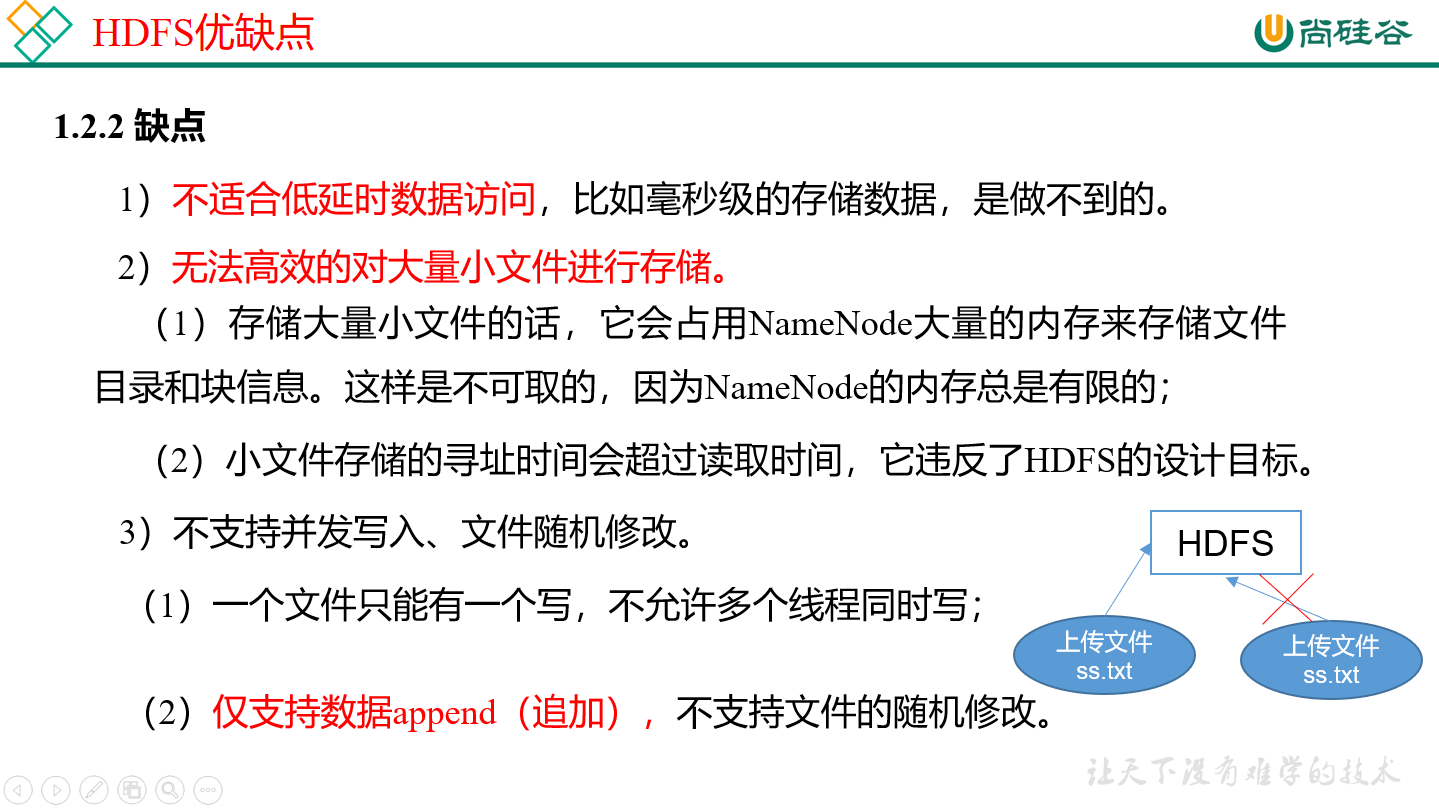 HDFS优缺点
尚硅谷
1.2.2 缺点
1）不适合低延时数据访问，比如毫秒级的存储数据，是做不到的。
2）无法高效的对大量小文件进行存储。
（1）存储大量小文件的话，它会占用NameNode大量的内存来存储文件
目录和块信息。这样是不可取的，因为NameNode的内存总是有限的；
（2）小文件存储的寻址时间会超过读取时间，它违反了HDFS的设计目标。
3）不支持并发写入、文件随机修改。
（1）一个文件只能有一个写，不允许多个线程同时写；
（2）仅支持数据append（追加），不支持文件的随机修改。
HDFS
上传文件
ss.txt
上传文件
ss.txt
让天下没有难学的技术